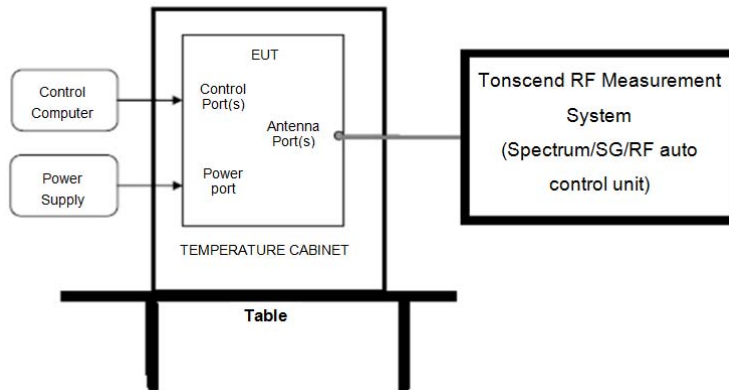 EUT
Control
Computer
Control
Port(s)
Antenna
Port(s)
Power
Supply
Power
port
TEMPERATURE CABINET
Table
Tonscend RF Measurement
System
(Spectrum/SG/RF auto
control unit)